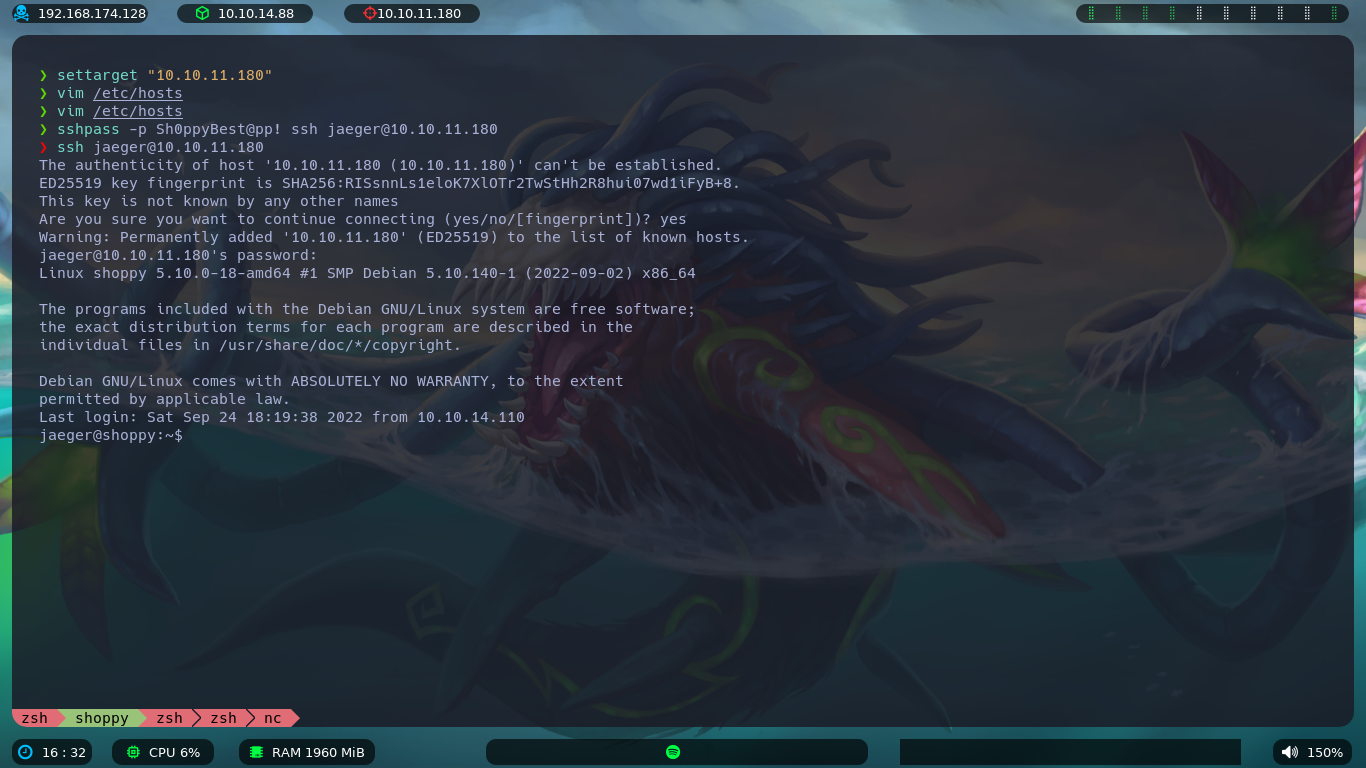 192.168.174.128 10.10.14.88 10.10.11.180
❯ settarget "10.10.11.180"
❯ vim /etc/hosts
❯ vim /etc/hosts
❯ sshpass -p Sh0ppyBest@pp! ssh jaeger@10.10.11.180
❯ ssh jaeger@10.10.11.180
The authenticity of host '10.10.11.180 (10.10.11.180)' can't be established.
ED25519 key fingerprint is SHA256:RISsnnLs1eloK7XlOTr2TwStHh2R8hui07wd1iFyB+8.
This key is not known by any other names
Are you sure you want to continue connecting (yes/no/[fingerprint])? yes
Warning: Permanently added '10.10.11.180' (ED25519) to the list of known hosts.
jaeger@10.10.11.180's password:
Linux shoppy 5.10.0-18-amd64 #1 SMP Debian 5.10.140-1 (2022-09-02) x86_64
The programs included with the Debian GNU/Linux system are free software;
the exact distribution terms for each program are described in the
individual files in /usr/share/doc/*/copyright.
Debian GNU/Linux comes with ABSOLUTELY NO WARRANTY, to the extent
permitted by applicable law.
Last login: Sat Sep 24 18:19:38 2022 from 10.10.14.110
jaeger@shoppy:~$
zsh shoppy zsh zsh nc
16 : 32 CPU 6% RAM 1960 MiB 150%